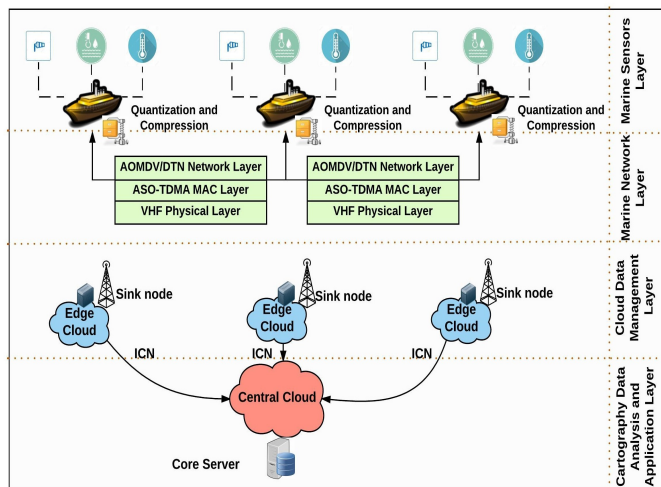 Quantization and
Compression
Quantization and
Compression
Quantization and
Compression
Marine Sensors
Layer
AOMDV/DTN Network Layer
ASO-TDMA MAC Layer
VHF Physical Layer
AOMDV/DTN Network Layer
ASO-TDMA MAC Layer
VHF Physical Layer
Marine Network
Layer
Sink node
Edge
Cloud
Sink node
Edge
Cloud
Sink node
Edge
Cloud
Cloud Data
Management
Layer
ICN
ICN
ICN
Central Cloud
Core Server
Cartography Data
Analysis and
Application Layer